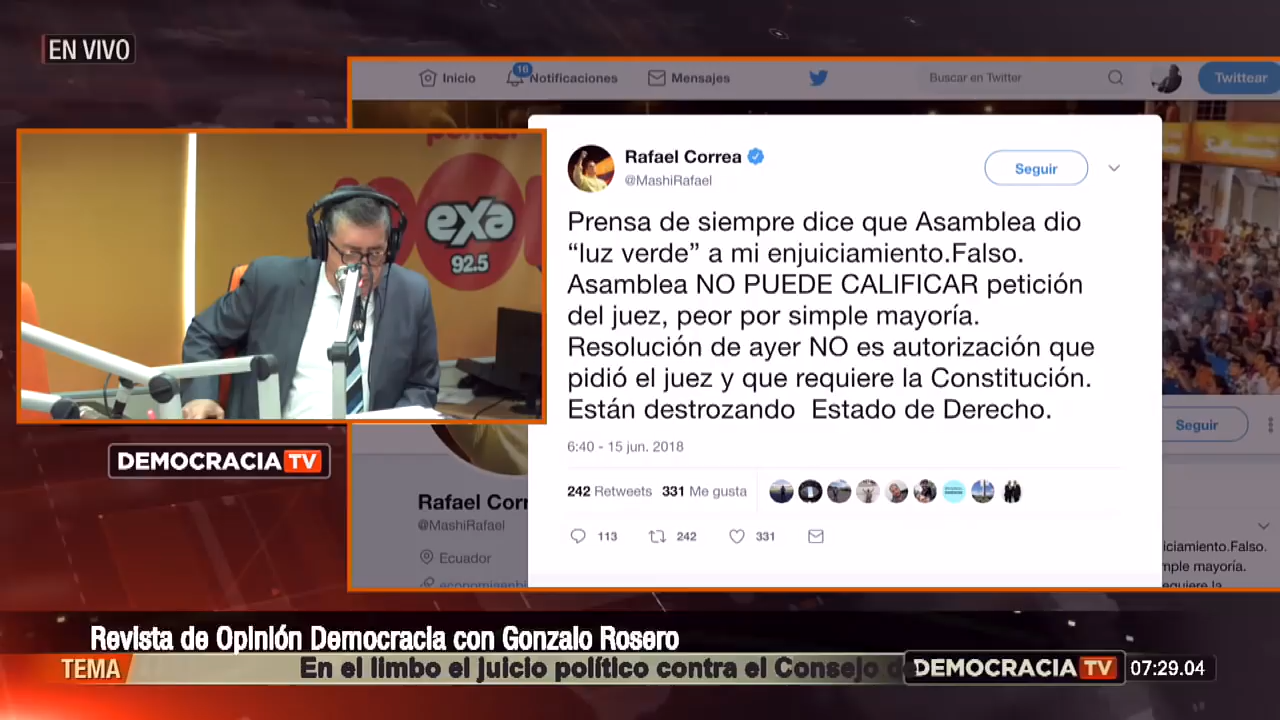 EN VIVO
Inicio
16
Notificaciones
Mensajes
Buscar en Twitter
Twittear
exa
92.5
Rafael Correa
@MashiRafael
Seguir
Prensa de siempre dice que Asamblea dio
“luz verde” a mi enjuiciamiento.Falso.
Asamblea NO PUEDE CALIFICAR petición
del juez, peor por simple mayoría.
Resolución de ayer NO es autorización que
pidió el juez y que requiere la Constitución.
Están destrozando Estado de Derecho.
6:40 - 15 jun. 2018
242 Retweets 331 Me gusta
113 242 331
Seguir
DEMOCRACIA TV
Rafael Corr
@MashiRafael
Ecuador
iciamiento.Falso.
mple mayoría.
equiere la
Revista de Opinión Democracia con Gonzalo Rosero
TEMA
En el limbo el juicio político contra el Consejo de
DEMOCRACIA TV
07:29.04